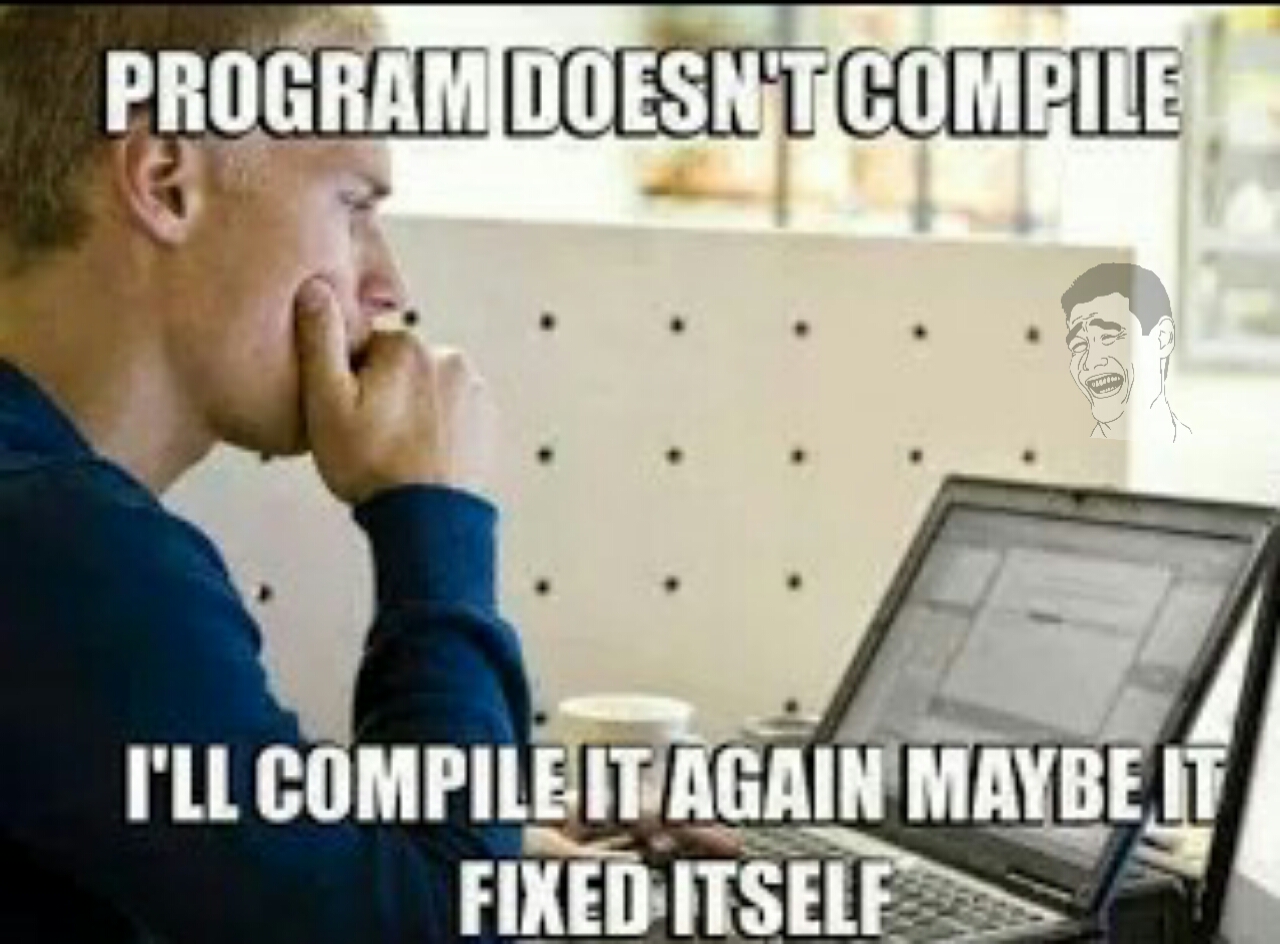 PROGRAM DOESN'T COMPILE
I'LL COMPILE IT AGAIN MAYBE IT
FIXED ITSELF